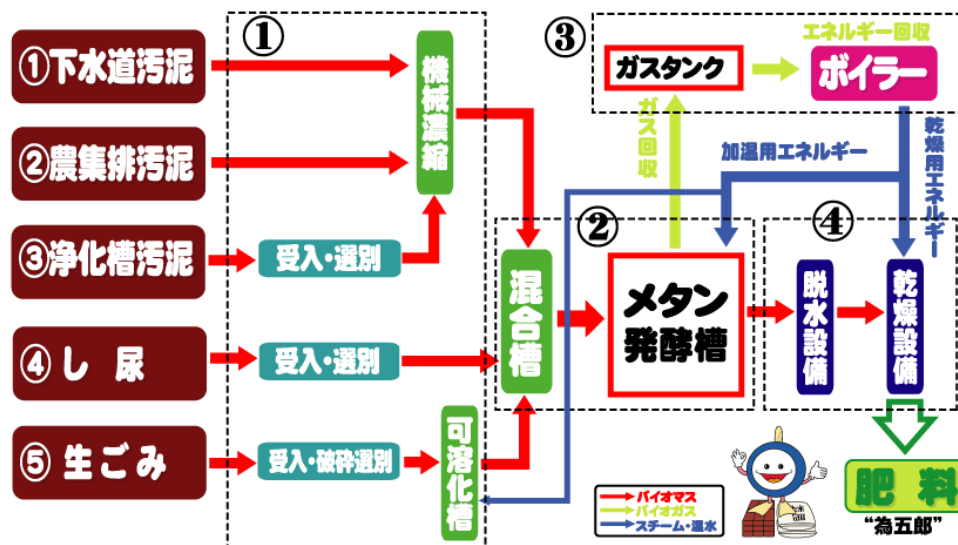 ①
①下水道汚泥
②農集排汚泥
③浄化槽汚泥
④し 尿
⑤生ごみ
受入・選別
受入・選別
受入・破砕選別
機械濃縮
可溶化槽
混合槽
②
メタン
発酵槽
③
ガスタンク
エネルギー回収
ボイラー
ガス回収
加温用エネルギー
乾燥用エネルギー
④
脱水設備
乾燥設備
肥 料
“為五郎”
バイオマス
バイオガス
スチーム・温水